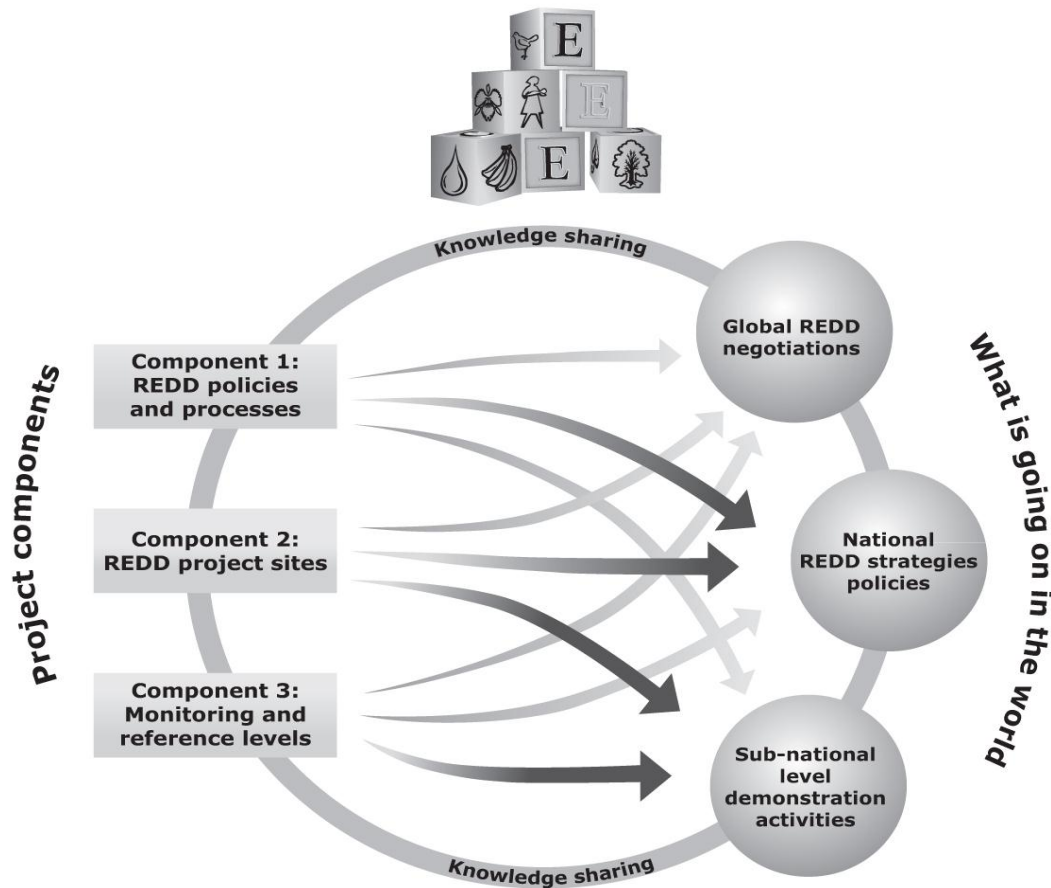 E
E
E
Knowledge sharing
Project components
Component 1:
REDD policies
and processes
Component 2:
REDD project sites
Component 3:
Monitoring and
reference levels
Global REDD
negotiations
National
REDD strategies
policies
Sub-national
level
demonstration
activities
What is going on in the world
Knowledge sharing